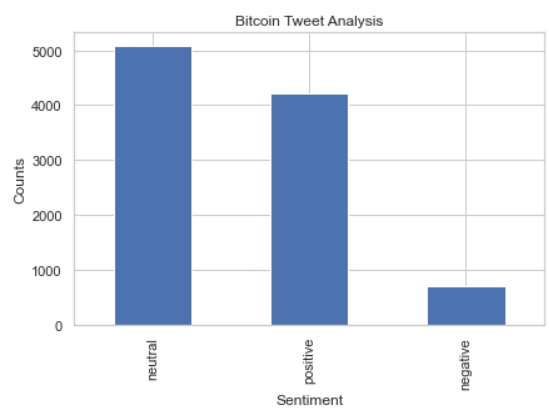 Bitcoin Tweet Analysis
Counts
5000
4000
3000
2000
1000
0
neutral
positive
negative
Sentiment